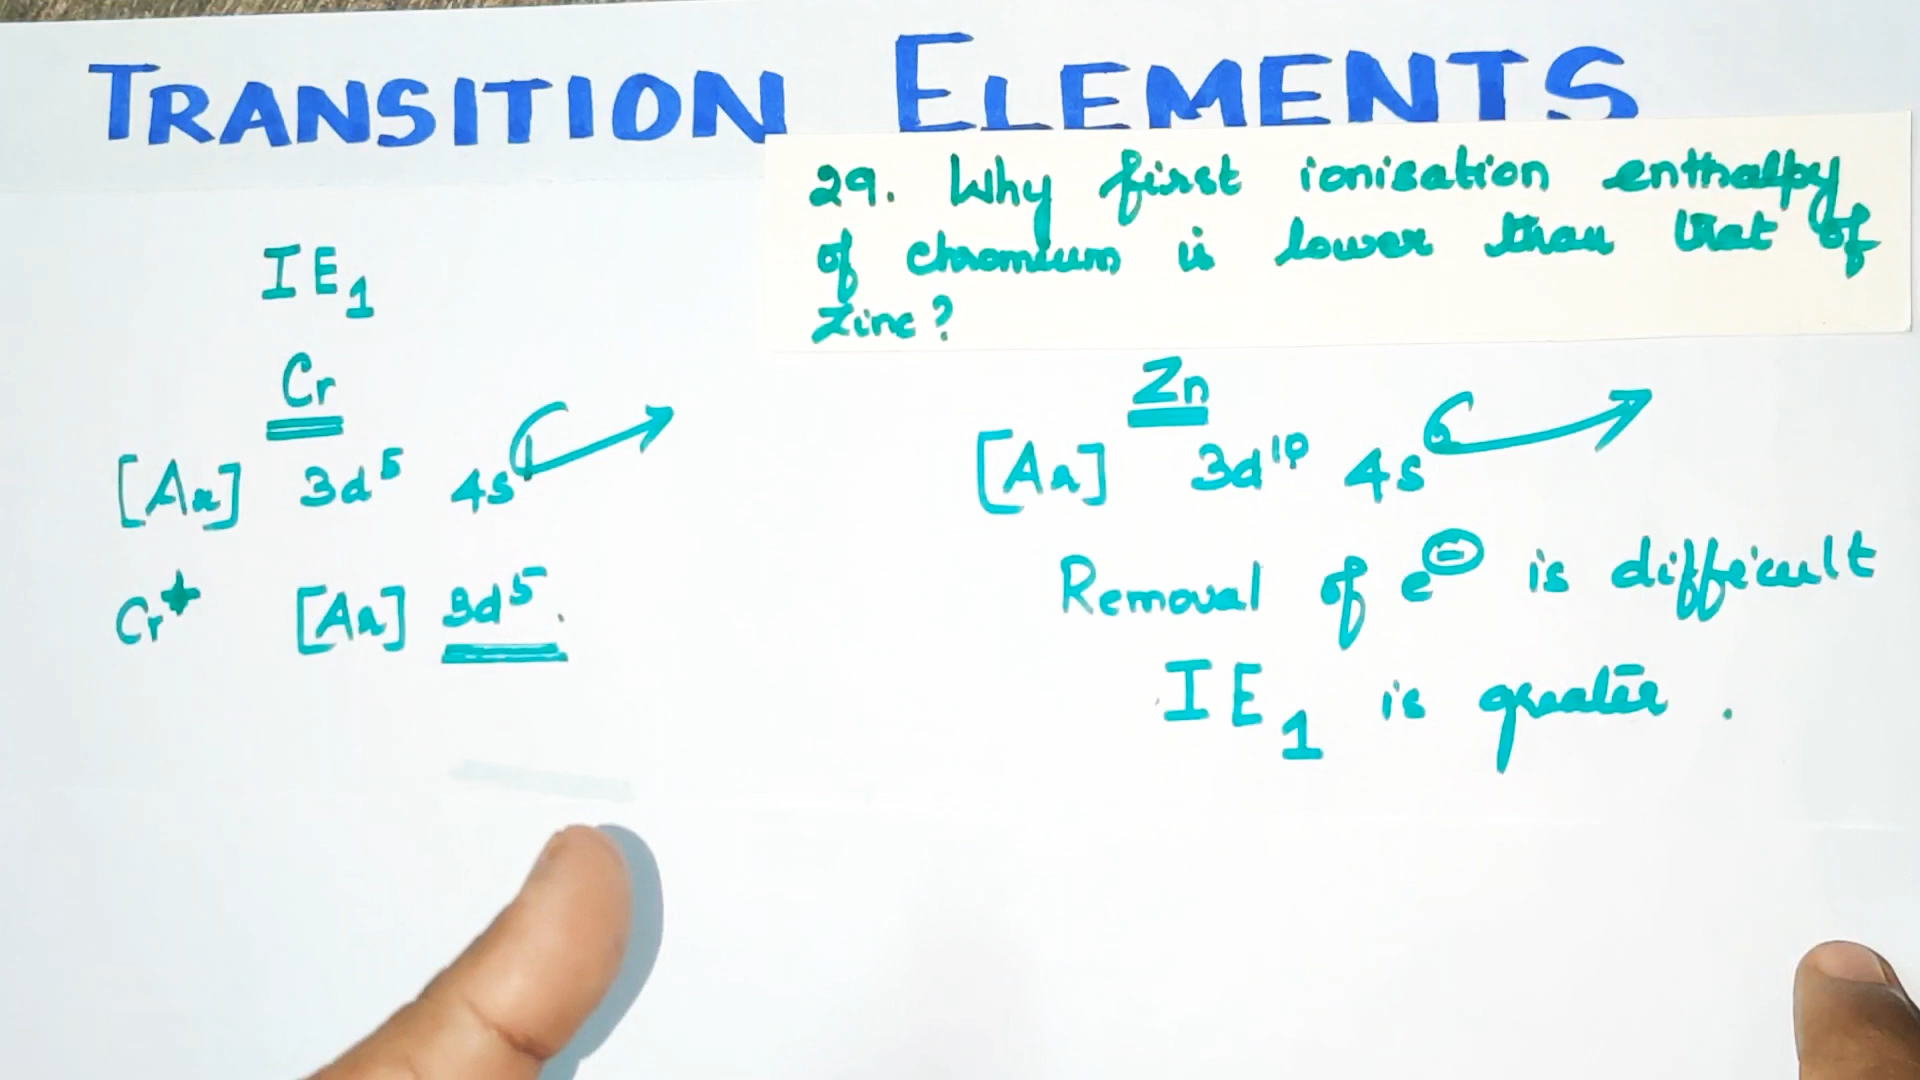 TRANSITION ELEMENTS
29. Why first ionisation enthalpy
of chromium is lower than that of
Zinc?
IE₁
Cr
[Ar] 3d⁵ 4s¹
Cr⁺ [Ar] 3d⁵.
Zn
[Ar] 3d¹⁰ 4s
Removal of e⊖ is difficult
IE₁ is greater.